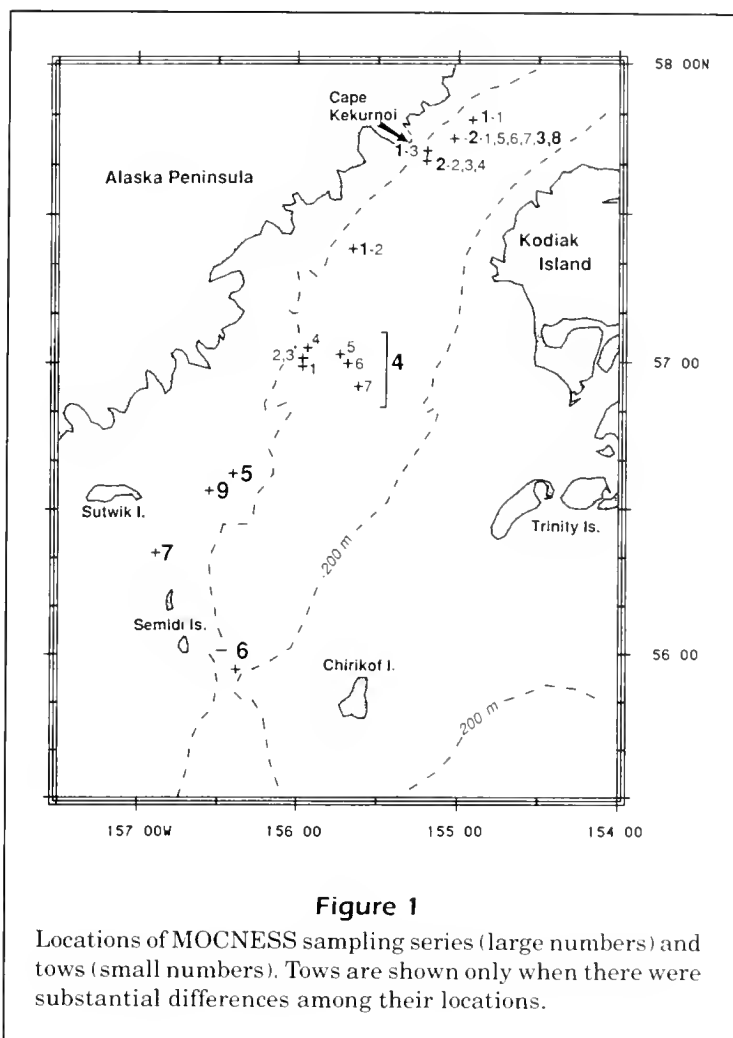 58 00N
Cape
Kekurnoi
+1-1
+-2-1,5,6,7,3,8
1-3
2-2,3,4
Alaska Peninsula
Kodiak
Island
+1-2
+4
2,3
+1
+5
+6
+7
4
57 00
+5
+9
Sutwik I.
Trinity Is.
+7
200 m
Semidi Is.
6
+
56 00
Chirikof I.
200 m
157 00W
156 00
155 00
154 00
Figure 1
Locations of MOCNESS sampling series (large numbers) and
tows (small numbers). Tows are shown only when there were
substantial differences among their locations.